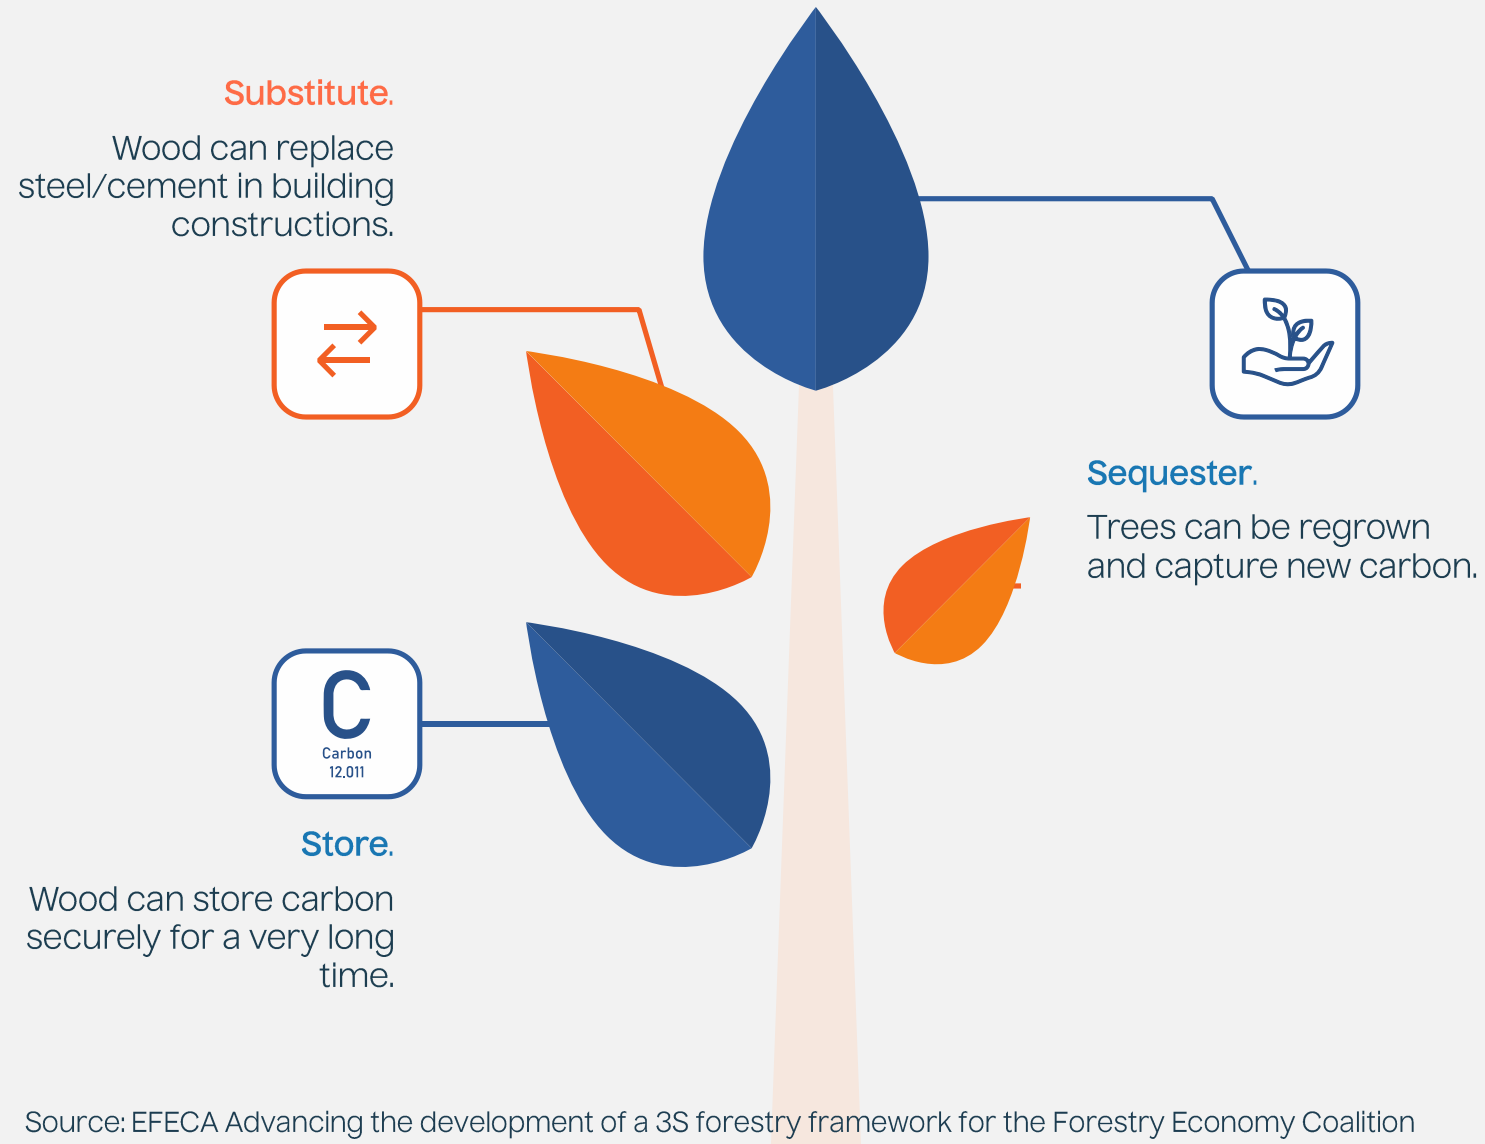 Substitute.
Wood can replace
steel/cement in building
constructions.
Sequester.
Trees can be regrown
and capture new carbon.
C
Carbon
12.011
Store.
Wood can store carbon
securely for a very long
time.
Source: EFECA Advancing the development of a 3S forestry framework for the Forestry Economy Coalition